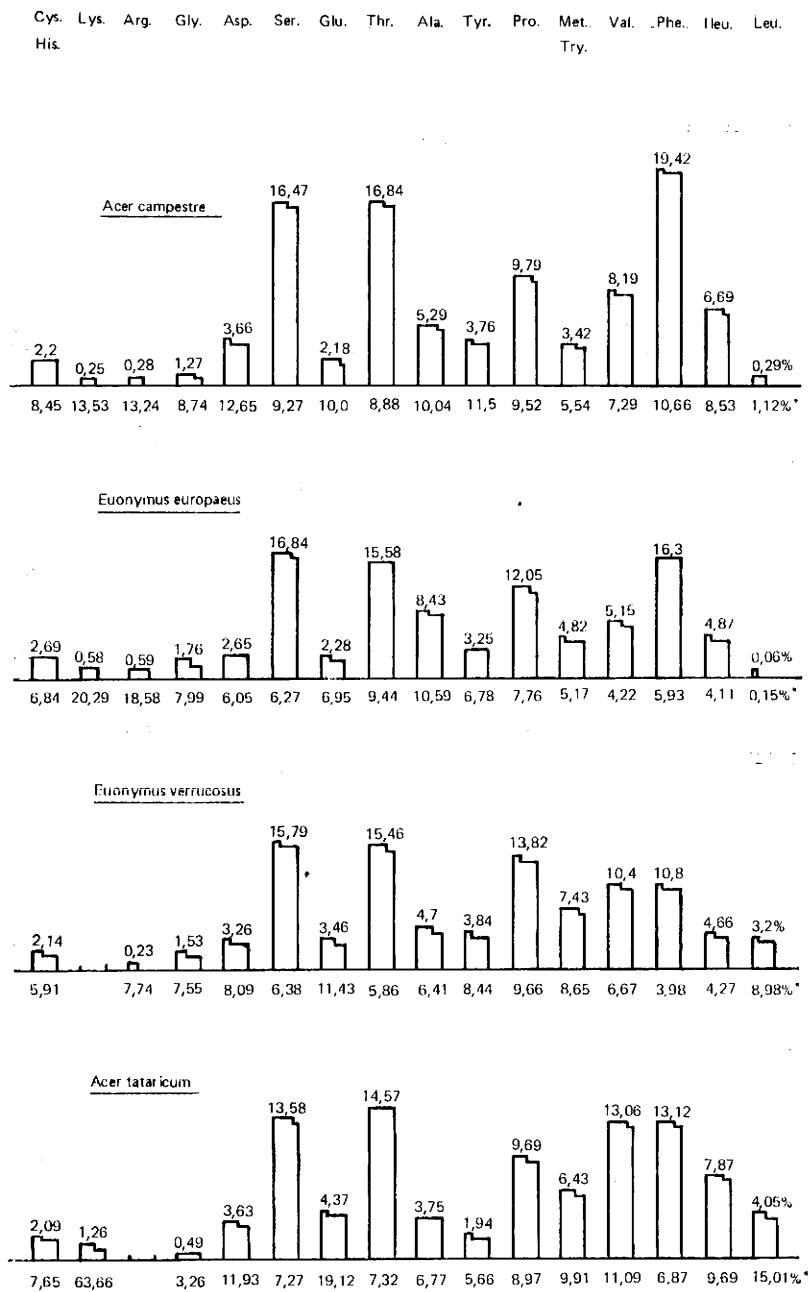 Cys. Lys. Arg. Gly. Asp. Ser. Glu. Thr. Ala. Tyr. Pro. Met. Val. Phe. Ileu. Leu.
His. Try.
Acer campestre
2,2 0,25 0,28 1,27 3,66 16,47 2,18 16,84 5,29 3,76 9,79 3,42 8,19 19,42 6,69 0,29%
8,45 13,53 13,24 8,74 12,65 9,27 10,0 8,88 10,04 11,5 9,52 5,54 7,29 10,66 8,53 1,12%*
Euonymus europaeus
2,69 0,58 0,59 1,76 2,65 16,84 2,28 15,58 8,43 3,25 12,05 4,82 5,15 16,3 4,87 0,06%
6,84 20,29 18,58 7,99 6,05 6,27 6,95 9,44 10,59 6,78 7,76 5,17 4,22 5,93 4,11 0,15%*
Euonymus verrucosus
2,14 0,23 1,53 3,26 15,79 3,46 15,46 4,7 3,84 13,82 7,43 10,4 10,8 4,66 3,2%
5,91 7,74 7,55 8,09 6,38 11,43 5,86 6,41 8,44 9,66 8,65 6,67 3,98 4,27 8,98%*
Acer tataricum
2,09 1,26 0,49 3,63 13,58 4,37 14,57 3,75 1,94 9,69 6,43 13,06 13,12 7,87 4,05%
7,65 63,66 3,26 11,93 7,27 19,12 7,32 6,77 5,66 8,97 9,91 11,09 6,87 9,69 15,01%*